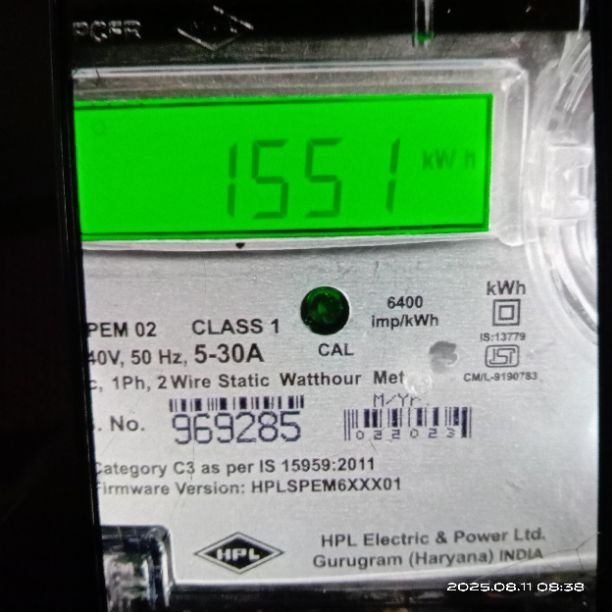 1551 kWh
kWh
6400
imp/kWh
PEM 02 CLASS 1
IS:13779
40V, 50 Hz, 5-30A CAL
CM/L-9190783
1Ph, 2 Wire Static Watthour Met
M/Yr.
No. 969285
022023
Category C3 as per IS 15959:2011
Firmware Version: HPLSPEM6XXX01
HPL
HPL Electric & Power Ltd.
Gurugram (Haryana) INDIA
2025.08.11 08:38